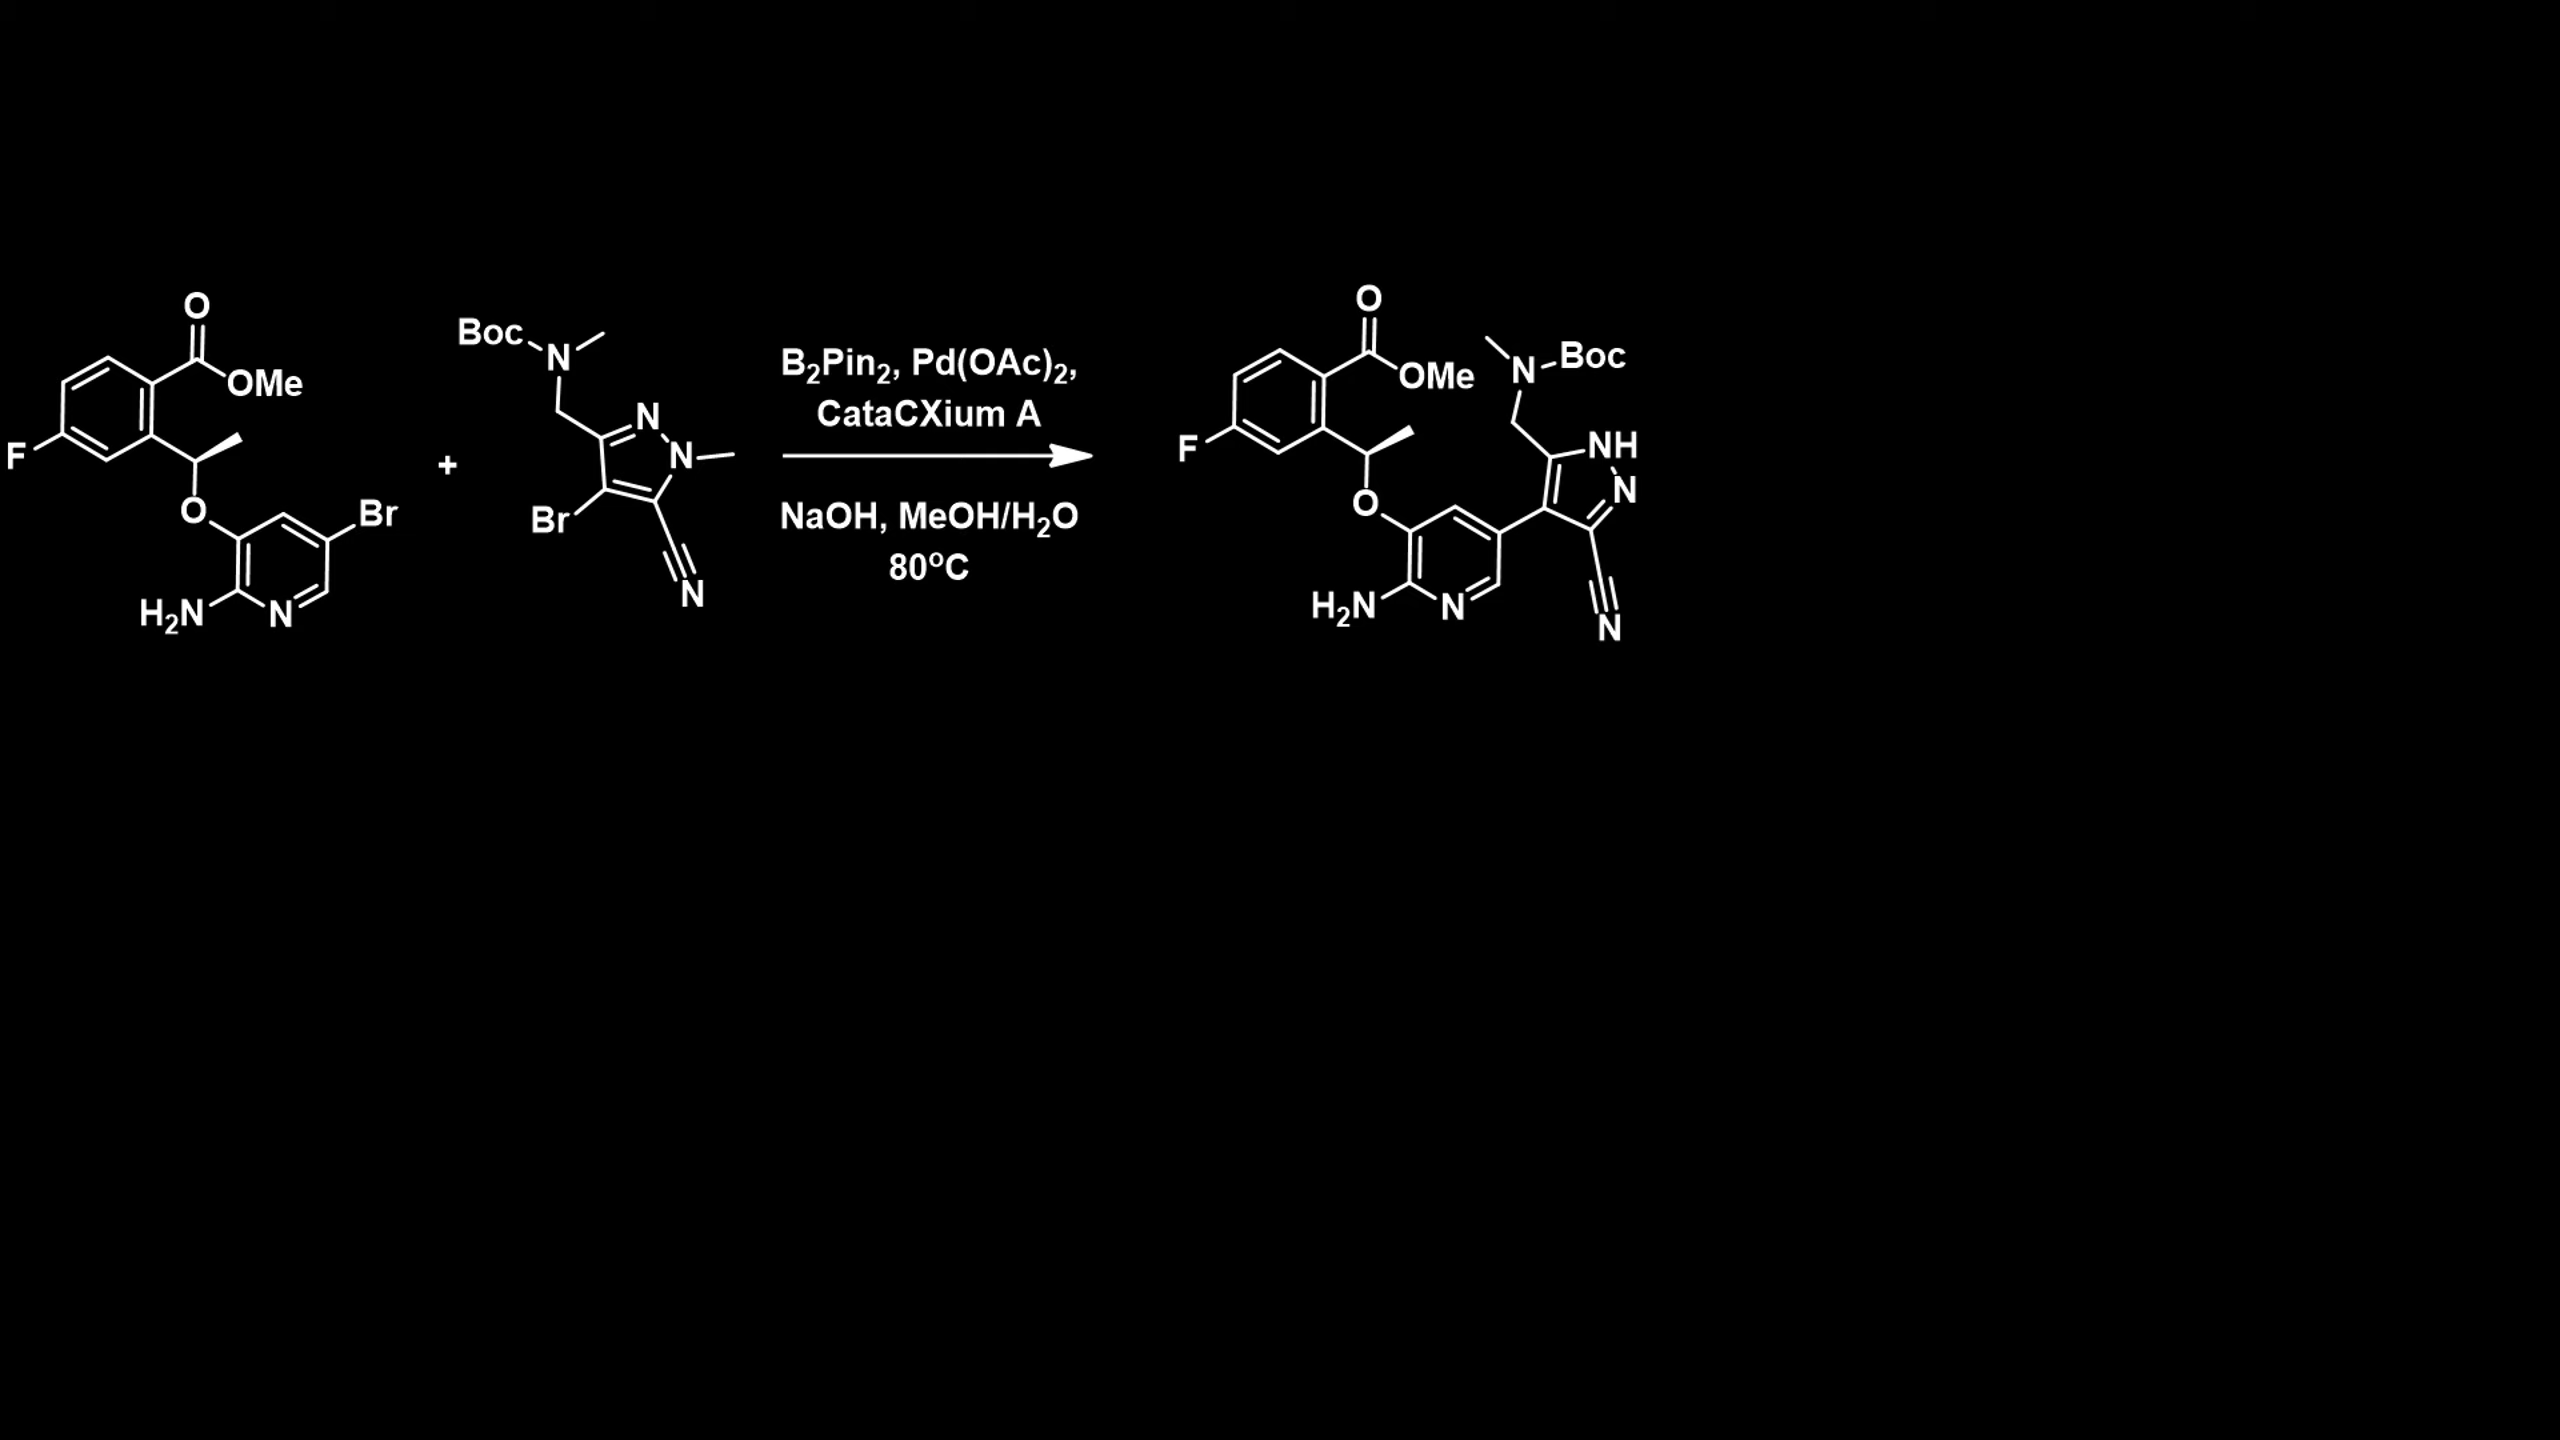 O
OMe
F
O
Br
H₂N
N
+
Boc
N
N
N
Br
N
B₂Pin₂, Pd(OAc)₂,
CataCXium A
NaOH, MeOH/H₂O
80ºC
O
OMe
F
O
H₂N
N
N
Boc
NH
N
N